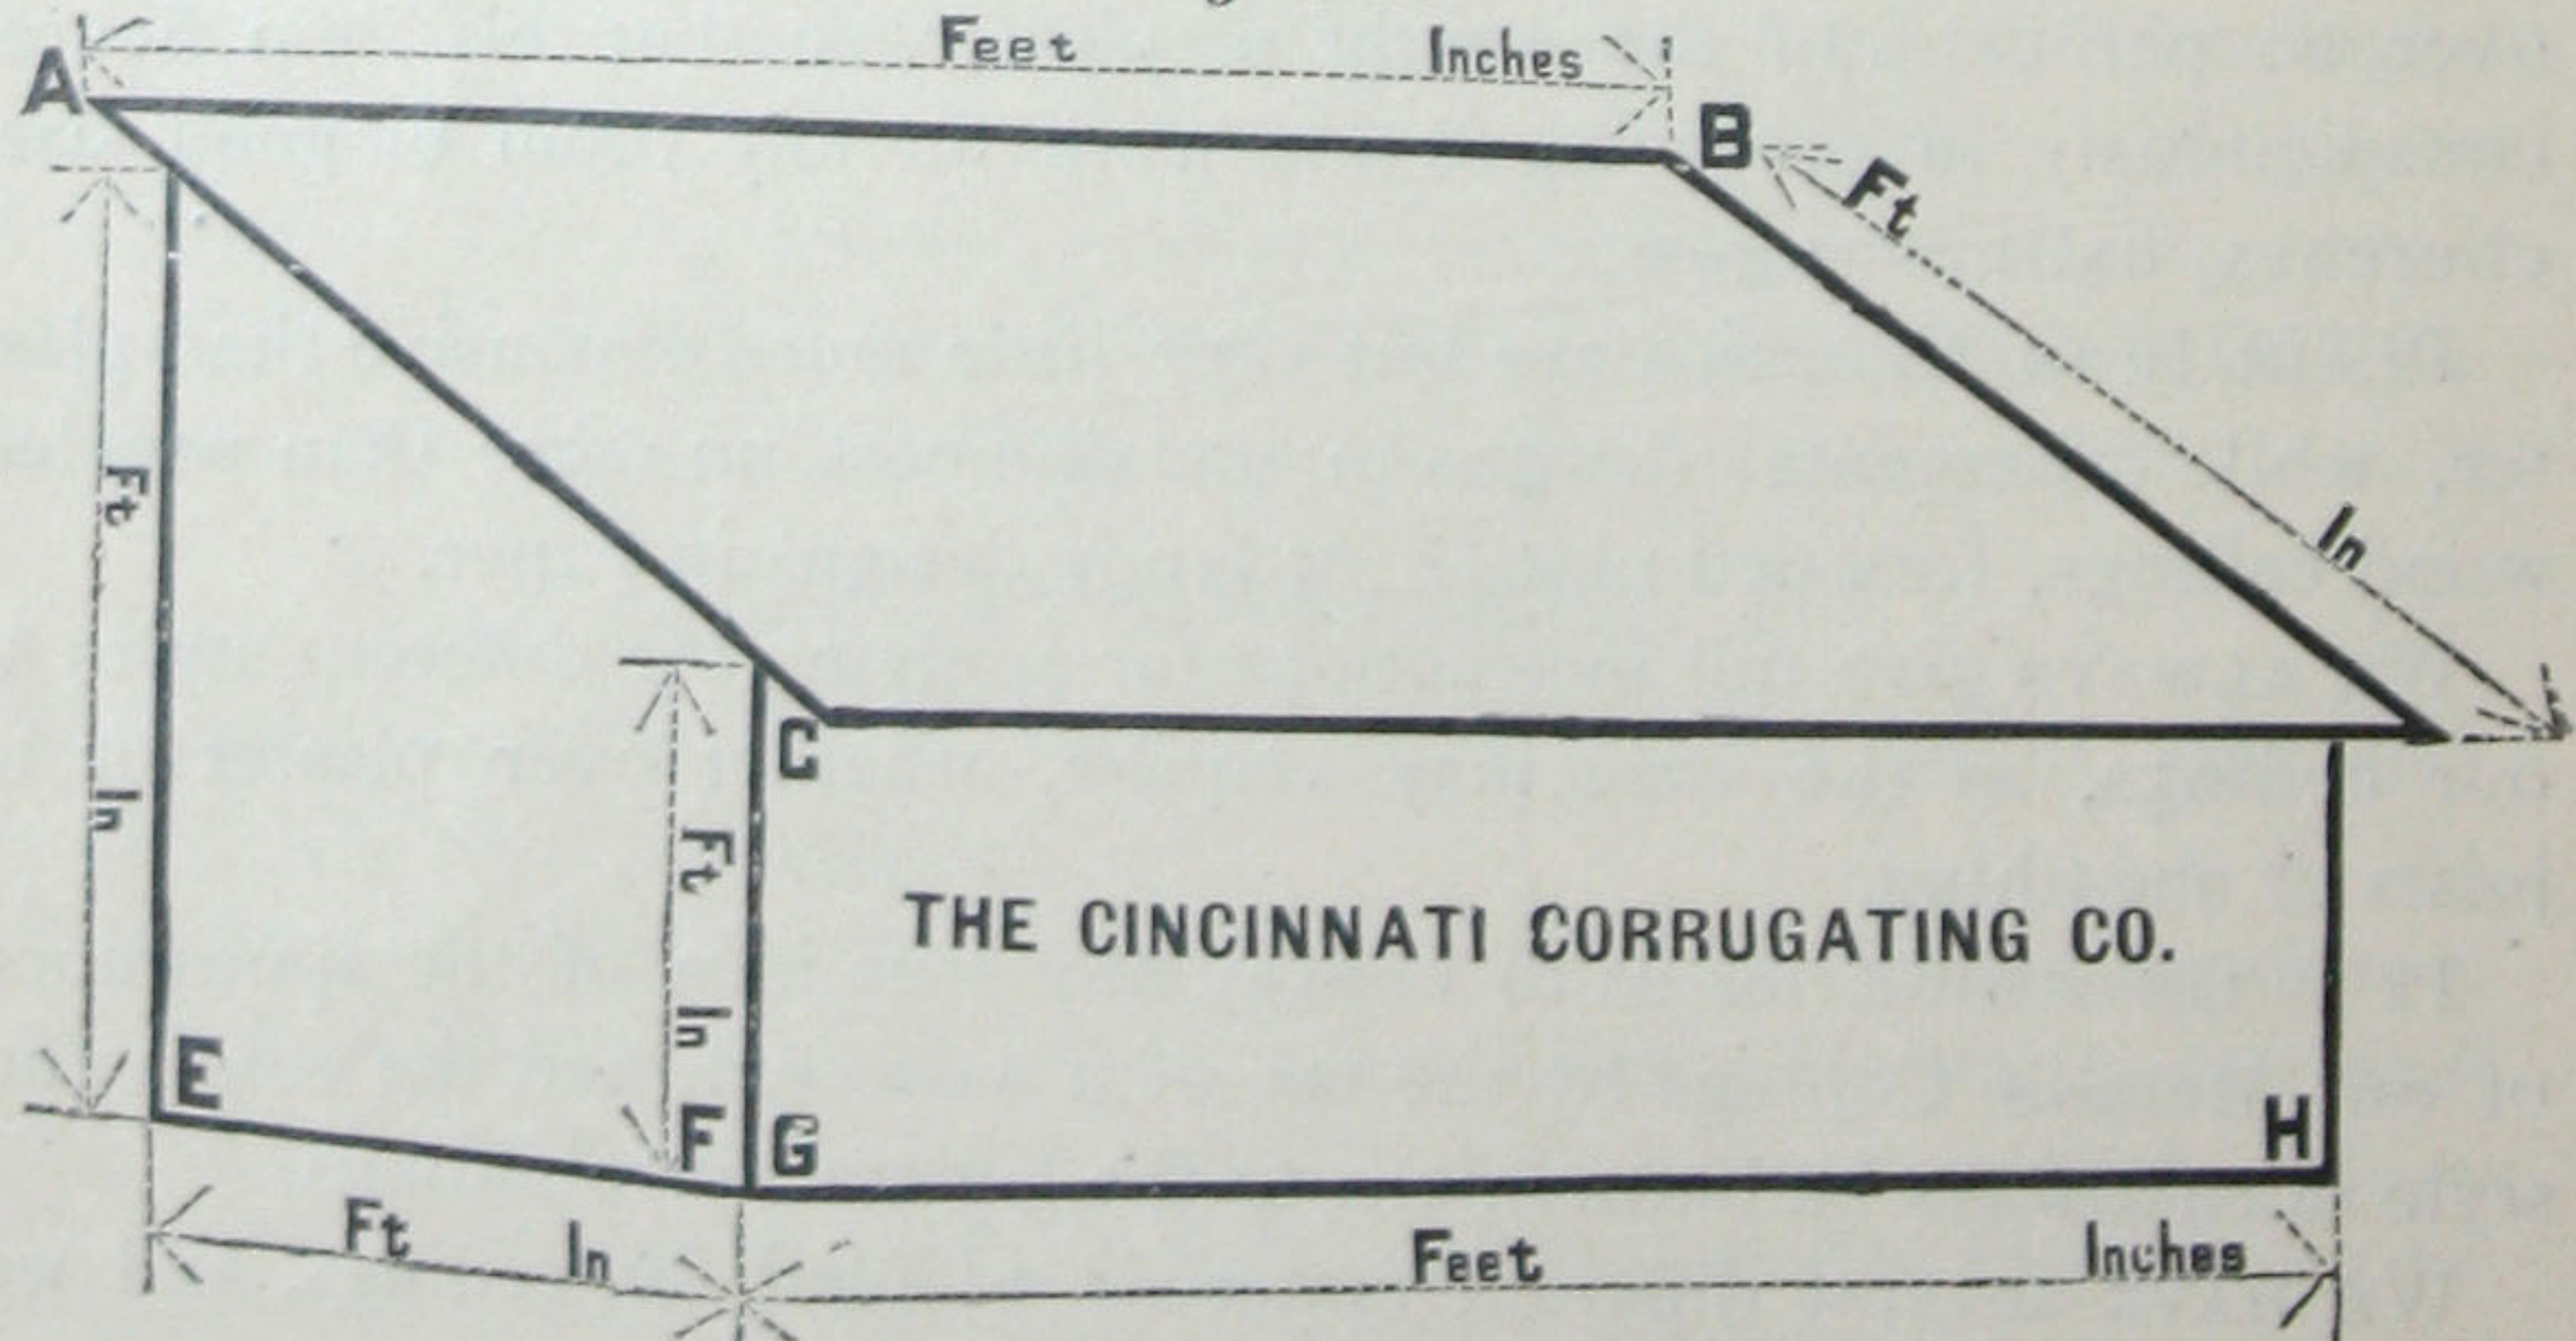 Feet Inches
A
B
Ft
In
Ft
In
C
Ft
In
THE CINCINNATI CORRUGATING CO.
E
F G
H
Ft In
Feet Inches